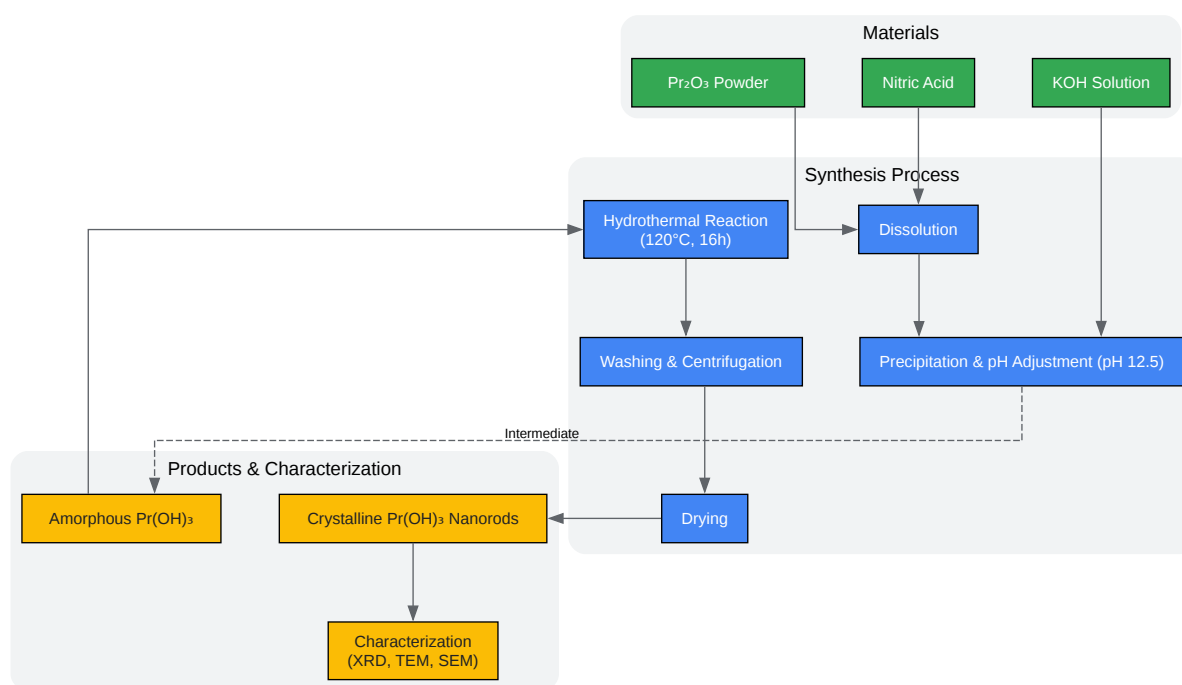 Materials
Pr₂O₃ Powder
Nitric Acid
KOH Solution
Synthesis Process
Hydrothermal Reaction
(120°C, 16h)
Dissolution
Washing & Centrifugation
Precipitation & pH Adjustment (pH 12.5)
Intermediate
Products & Characterization
Amorphous Pr(OH)₃
Crystalline Pr(OH)₃ Nanorods
Drying
Characterization
(XRD, TEM, SEM)